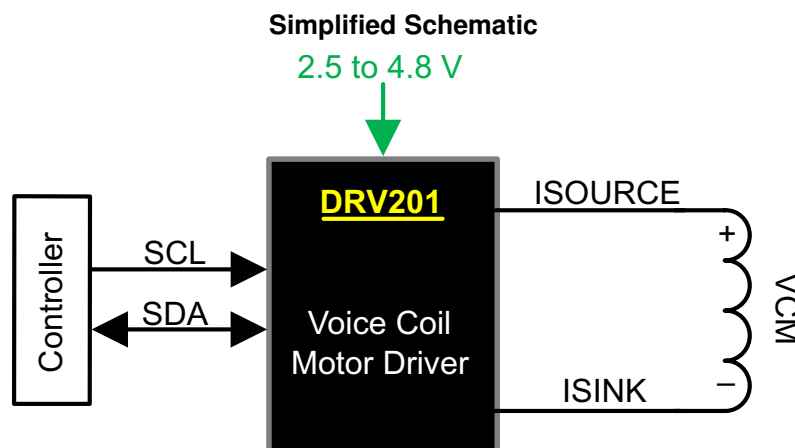 Simplified Schematic
2.5 to 4.8 V
DRV201
ISOURCE
+
Controller
SCL
SDA
Voice Coil
Motor Driver
VCM
ISINK
–